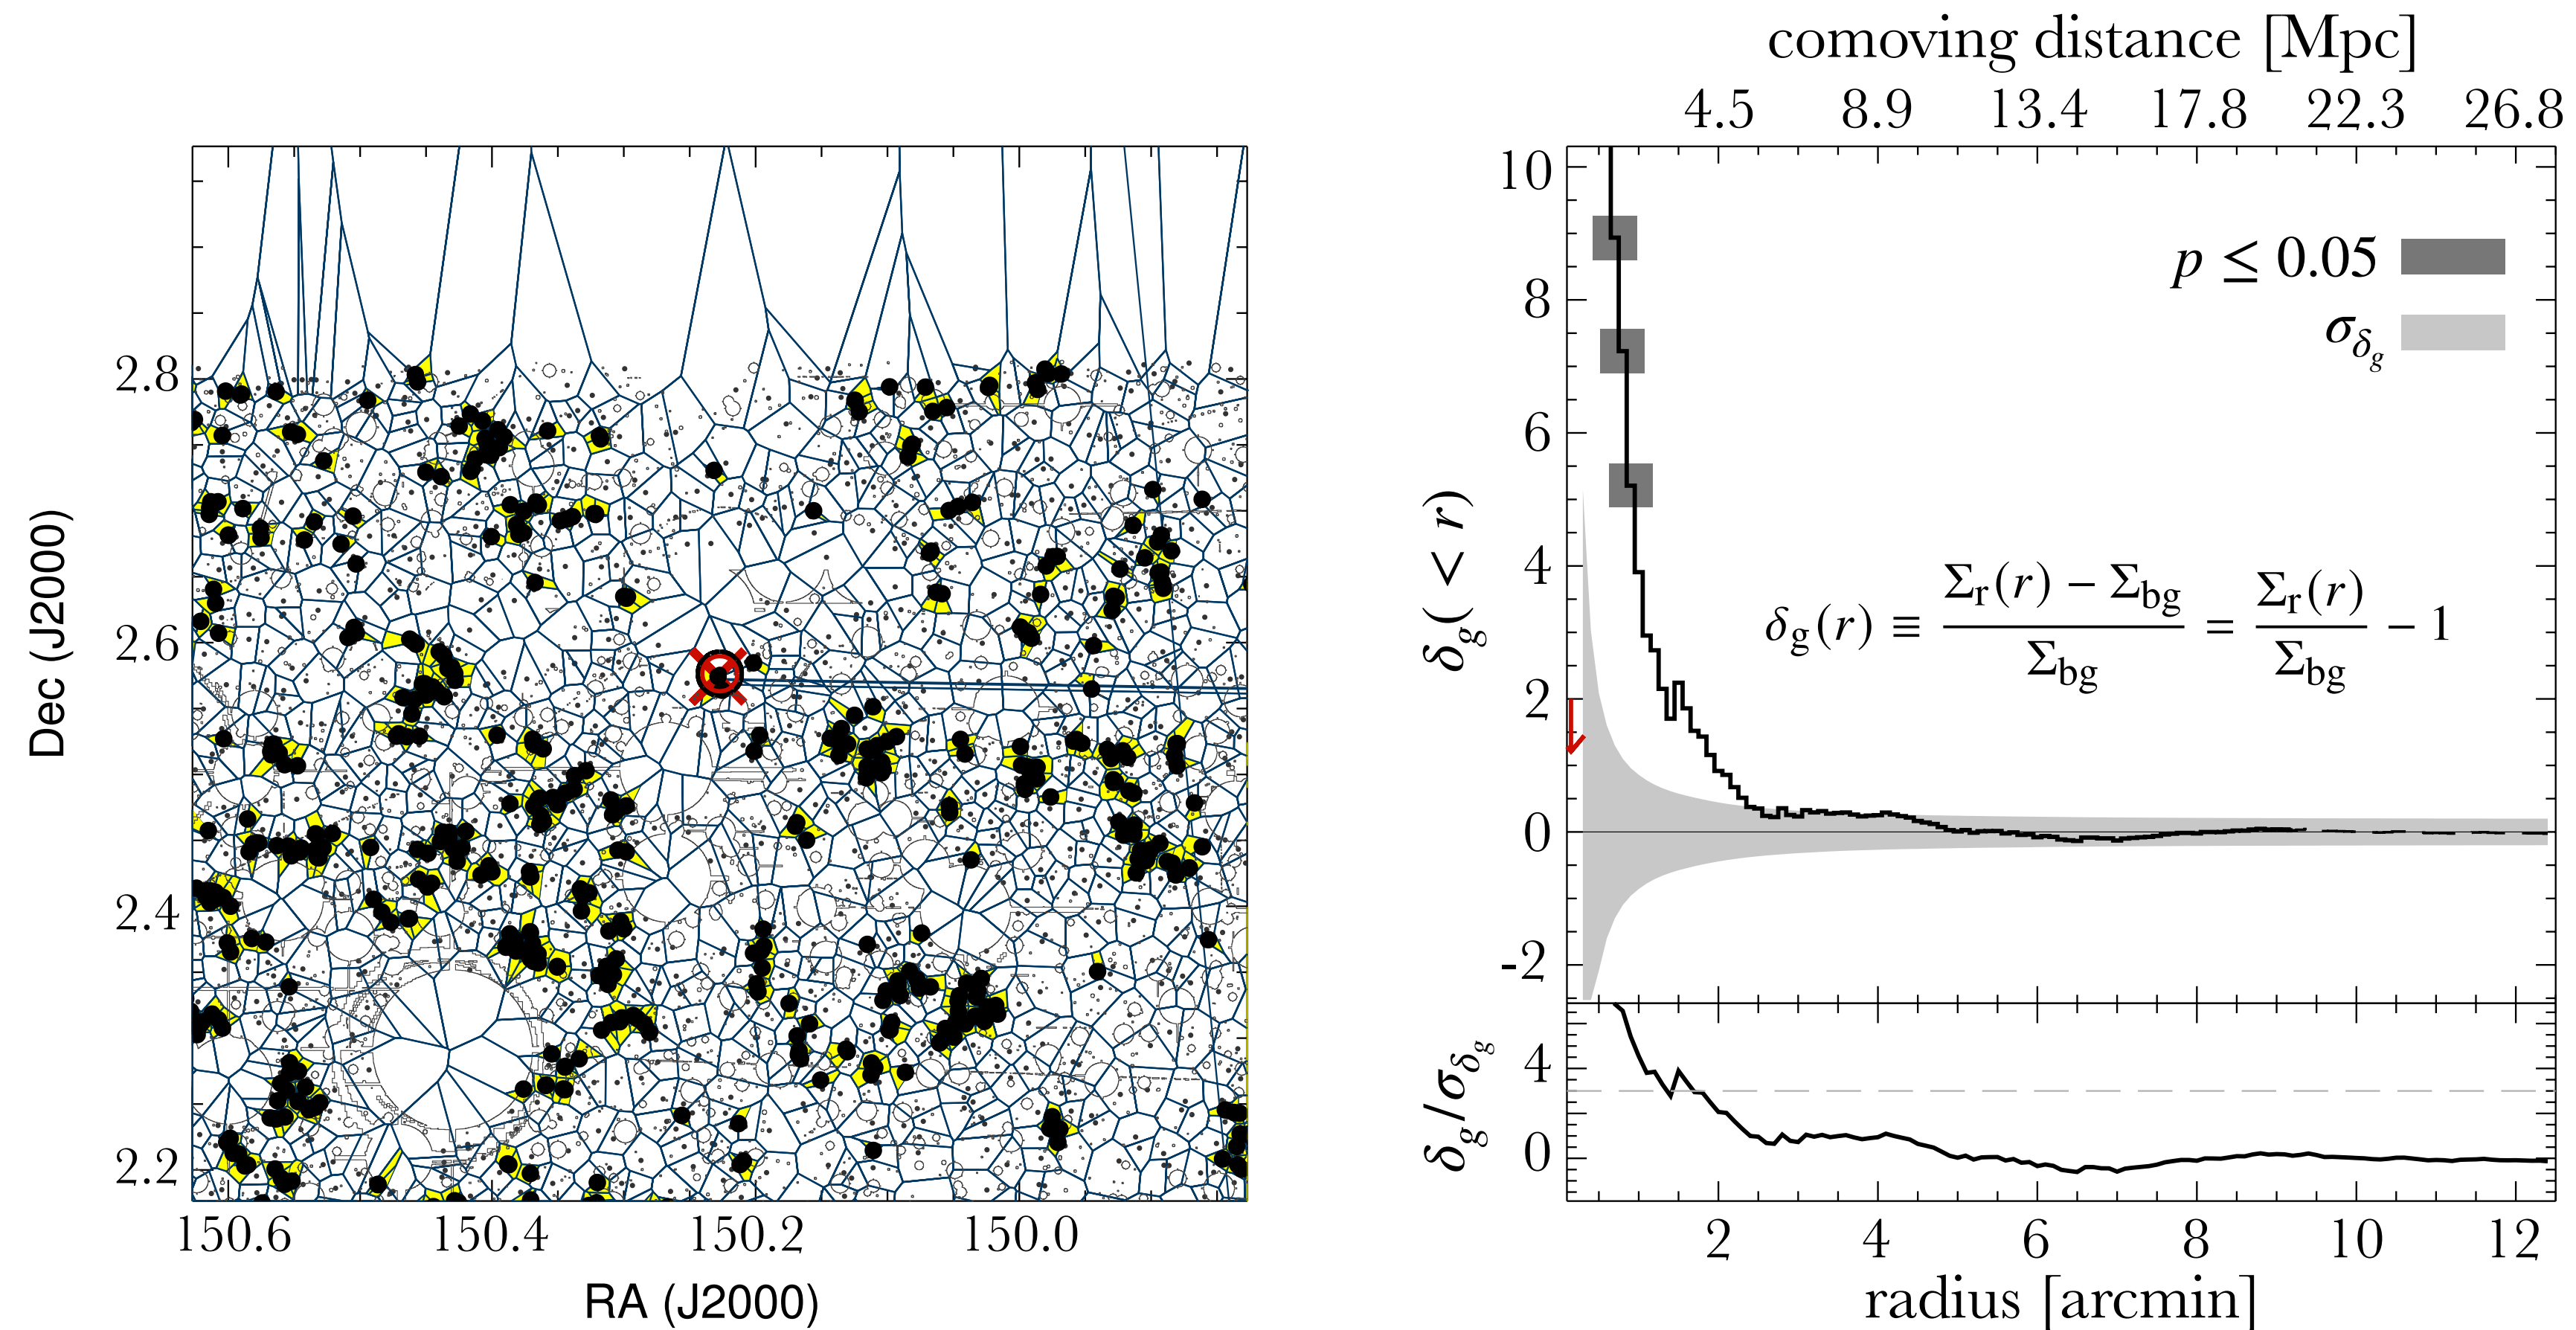 Dec (J2000)
2.8
2.6
2.4
2.2
150.6 150.4 150.2 150.0
RA (J2000)
comoving distance [Mpc]
4.5 8.9 13.4 17.8 22.3 26.8
δg( < r)
10
8
6
4
2
0
-2
p ≤ 0.05
σδg
δg(r) ≡ (Σr(r) − Σbg) / Σbg = Σr(r) / Σbg − 1
δg/σδg
4
0
2 4 6 8 10 12
radius [arcmin]